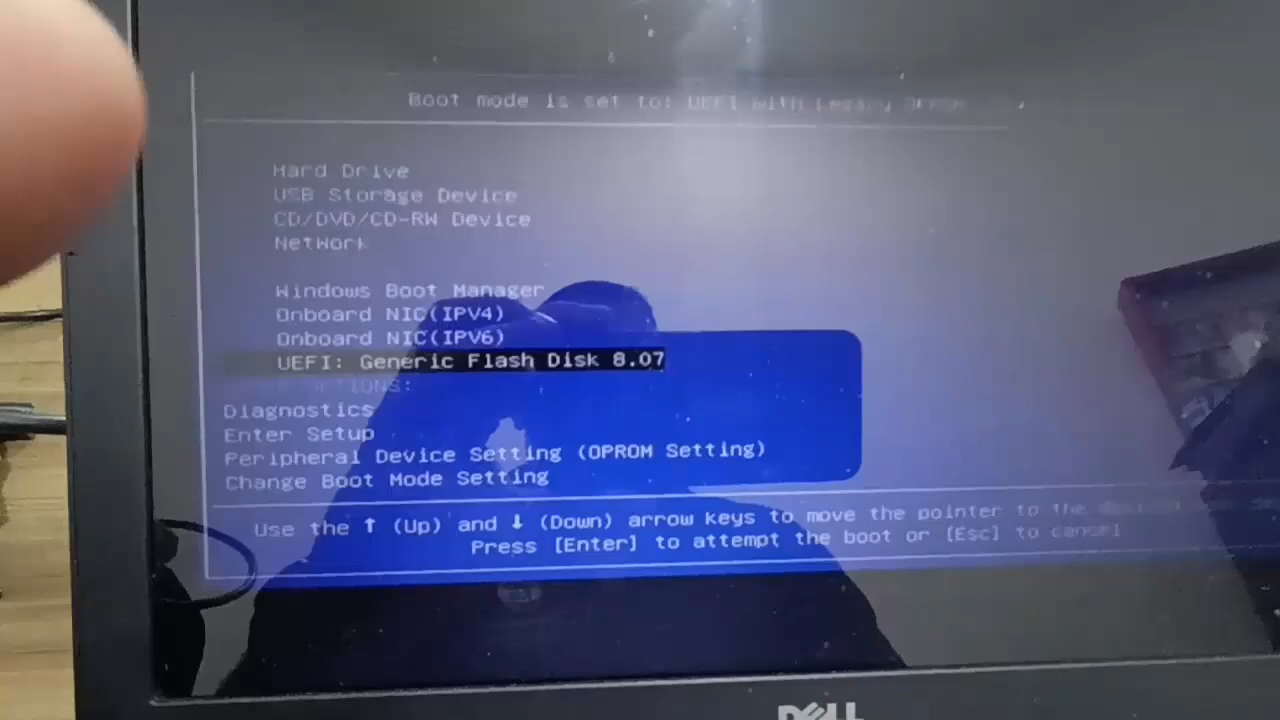 Boot mode is set to: UEFI with Legacy OPROM
Hard Drive
USB Storage Device
CD/DVD/CD-RW Device
Network
Windows Boot Manager
Onboard NIC(IPV4)
Onboard NIC(IPV6)
UEFI: Generic Flash Disk 8.07
Diagnostics
Enter Setup
Peripheral Device Setting (OPROM Setting)
Change Boot Mode Setting
Use the ↑ (Up) and ↓ (Down) arrow keys to move the pointer to the
Press [Enter] to attempt the boot or [Esc] to cancel
DELL